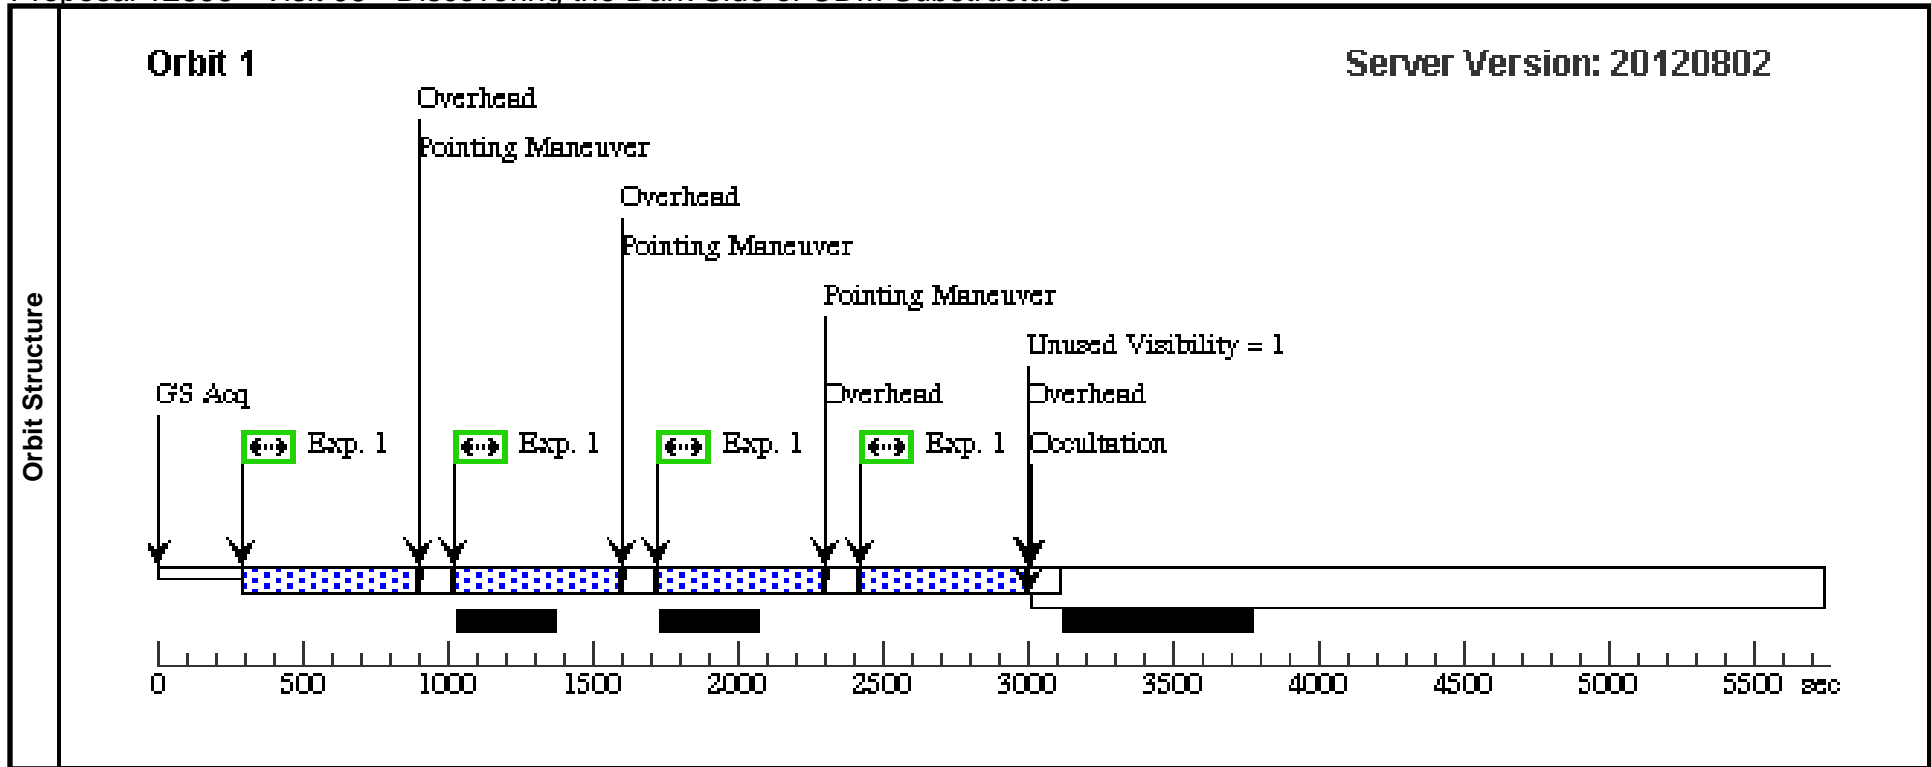 Orbit Structure
Orbit 1
Server Version: 20120802
Overhead
Pointing Maneuver
Overhead
Pointing Maneuver
Pointing Maneuver
Unused Visibility = 1
GS Acq
Overhead
Overhead
Exp. 1
Exp. 1
Exp. 1
Exp. 1
Occultation
0 500 1000 1500 2000 2500 3000 3500 4000 4500 5000 5500 sec